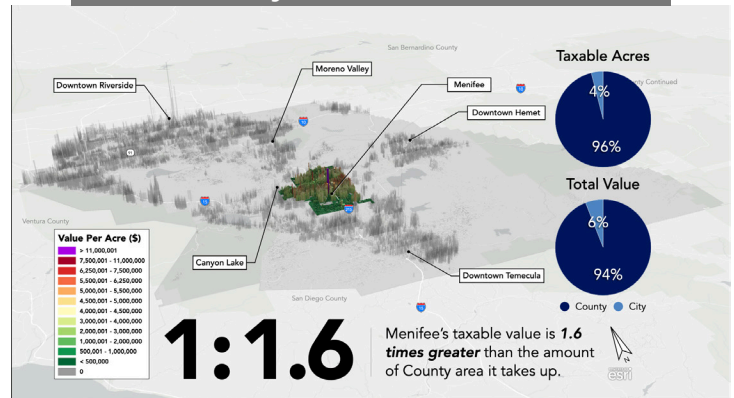 San Bernardino County
Taxable Acres
Moreno Valley
Downtown Riverside
Menifee
Downtown Hemet
4%
96%
Total Value
6%
94%
Ventura County
Value Per Acre ($)
> 11,000,001
7,500,001 - 11,000,000
6,250,001 - 7,500,000
5,500,001 - 6,250,000
5,000,001 - 5,500,000
4,500,001 - 5,000,000
4,000,001 - 4,500,000
3,000,001 - 4,000,000
2,000,001 - 3,000,000
1,000,001 - 2,000,000
500,001 - 1,000,000
< 500,000
0
Canyon Lake
Downtown Temecula
San Diego County
County City
1:1.6
Menifee's taxable value is 1.6
times greater than the amount
of County area it takes up.
N
esri